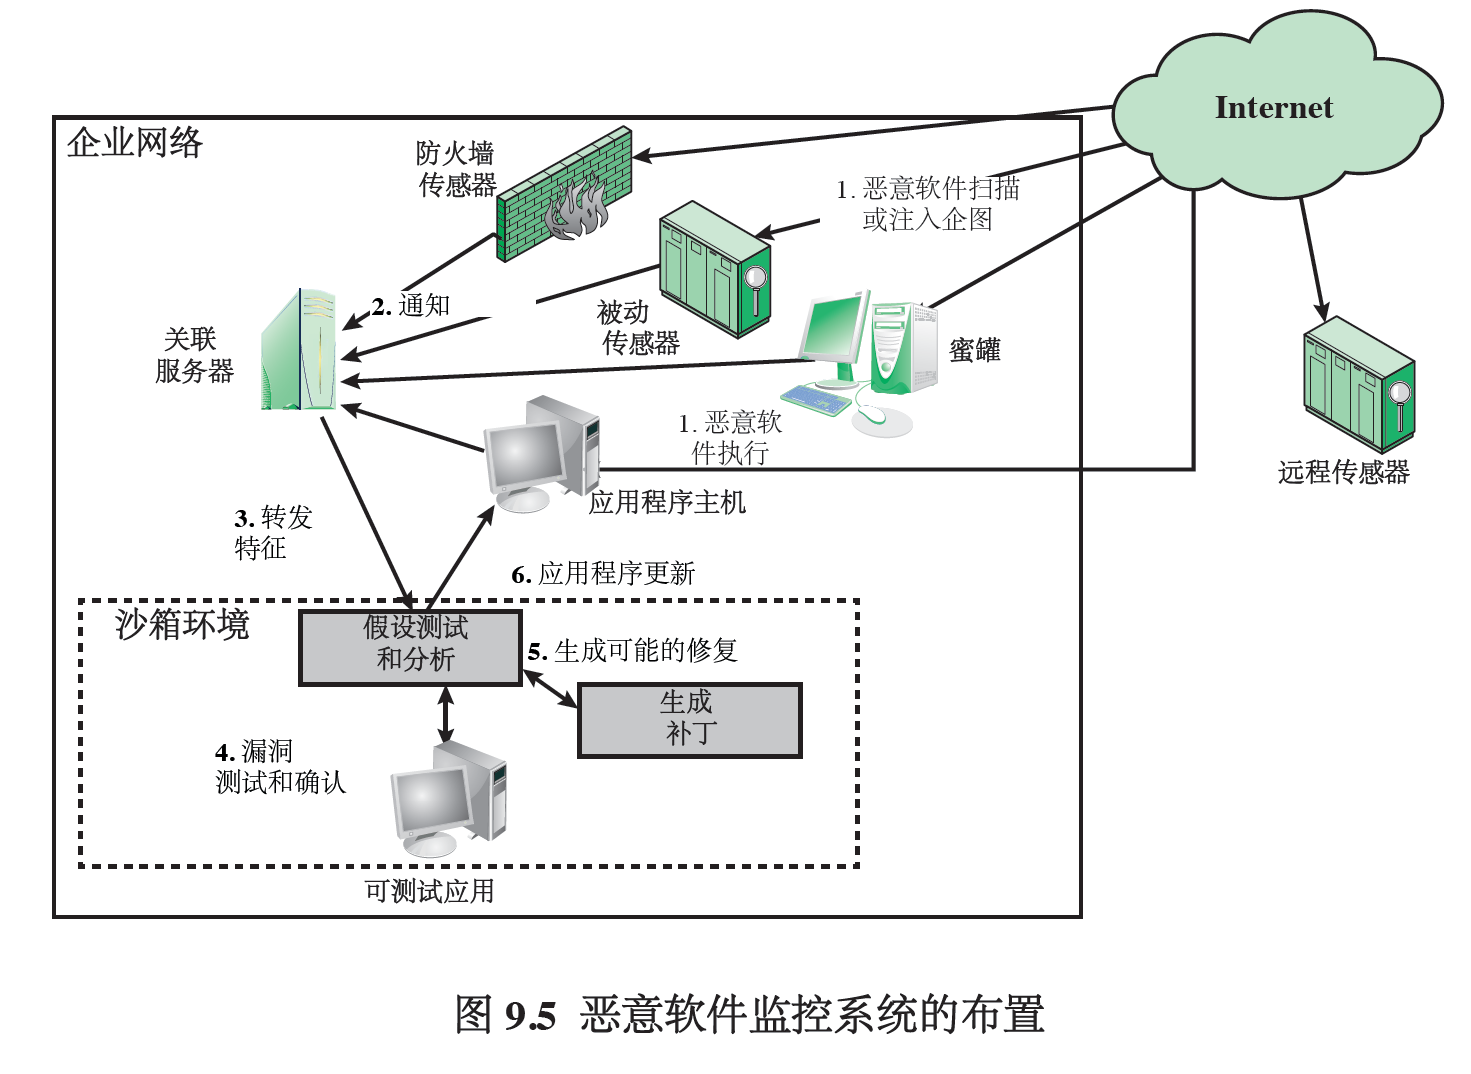 Internet
企业网络
防火墙
传感器
1. 恶意软件扫描
或注入企图
2. 通知
被动
传感器
关联
服务器
蜜罐
1. 恶意软
件执行
远程传感器
应用程序主机
3. 转发
特征
6. 应用程序更新
沙箱环境
假设测试
和分析
5. 生成可能的修复
生成
补丁
4. 漏洞
测试和确认
可测试应用
图 9.5 恶意软件监控系统的布置